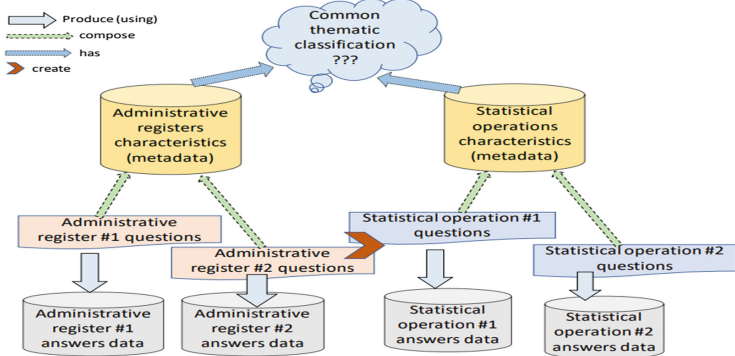 Produce (using)
compose
has
create
Common
thematic
classification
???
Administrative
registers
characteristics
(metadata)
Statistical
operations
characteristics
(metadata)
Administrative
register #1 questions
Administrative
register #2 questions
Statistical operation #1
questions
Statistical operation #2
questions
Administrative
register #1
answers data
Administrative
register #2
answers data
Statistical
operation #1
answers data
Statistical
operation #2
answers data